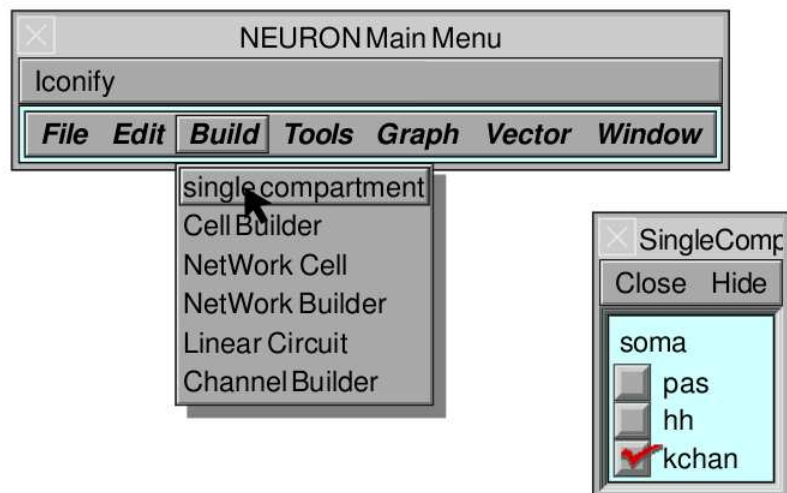 NEURON Main Menu
Iconify
File Edit Build Tools Graph Vector Window
single compartment
Cell Builder
NetWork Cell
NetWork Builder
Linear Circuit
Channel Builder
SingleComp
Close Hide
soma
pas
hh
kchan